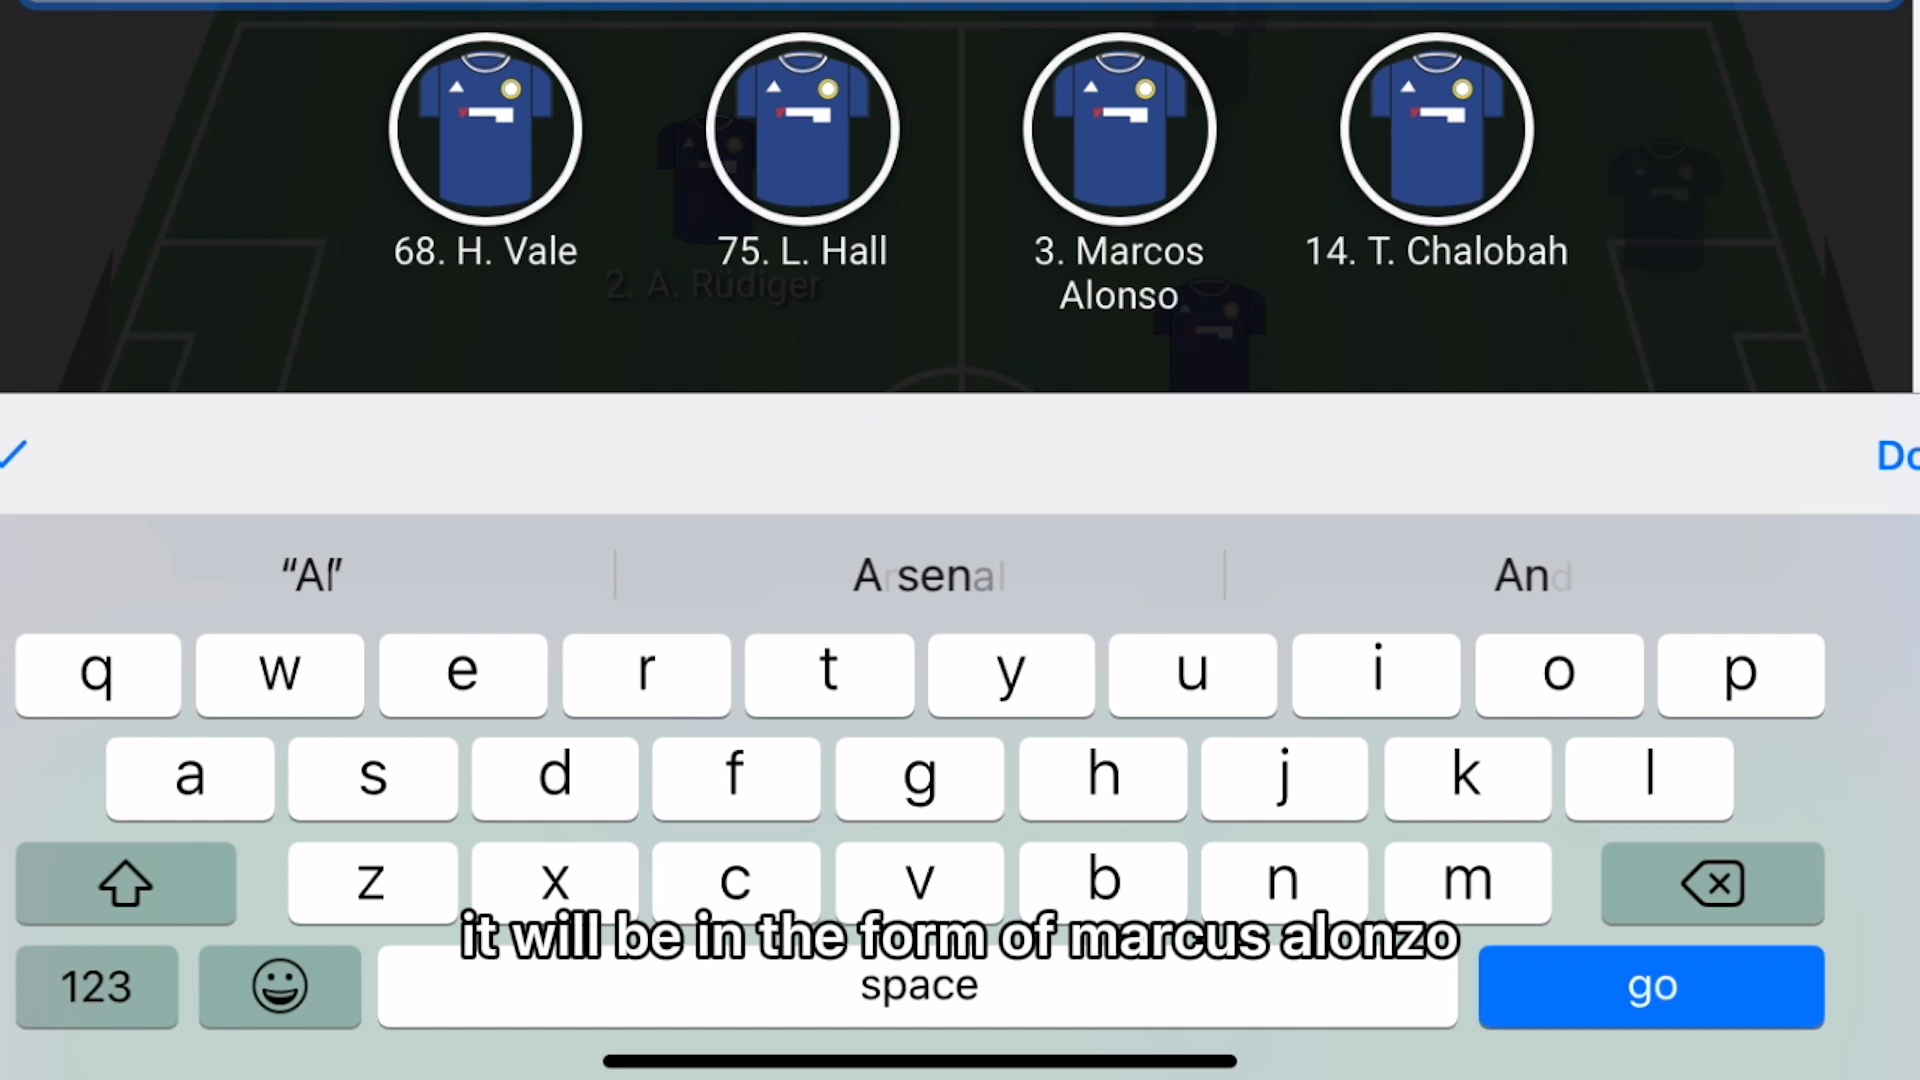 68. H. Vale
75. L. Hall
3. Marcos
Alonso
14. T. Chalobah
2. A. Rüdiger
"Al"
Arsenal
And
q w e r t y u i o p
a s d f g h j k l
z x c v b n m
it will be in the form of marcus alonzo
123
space
go